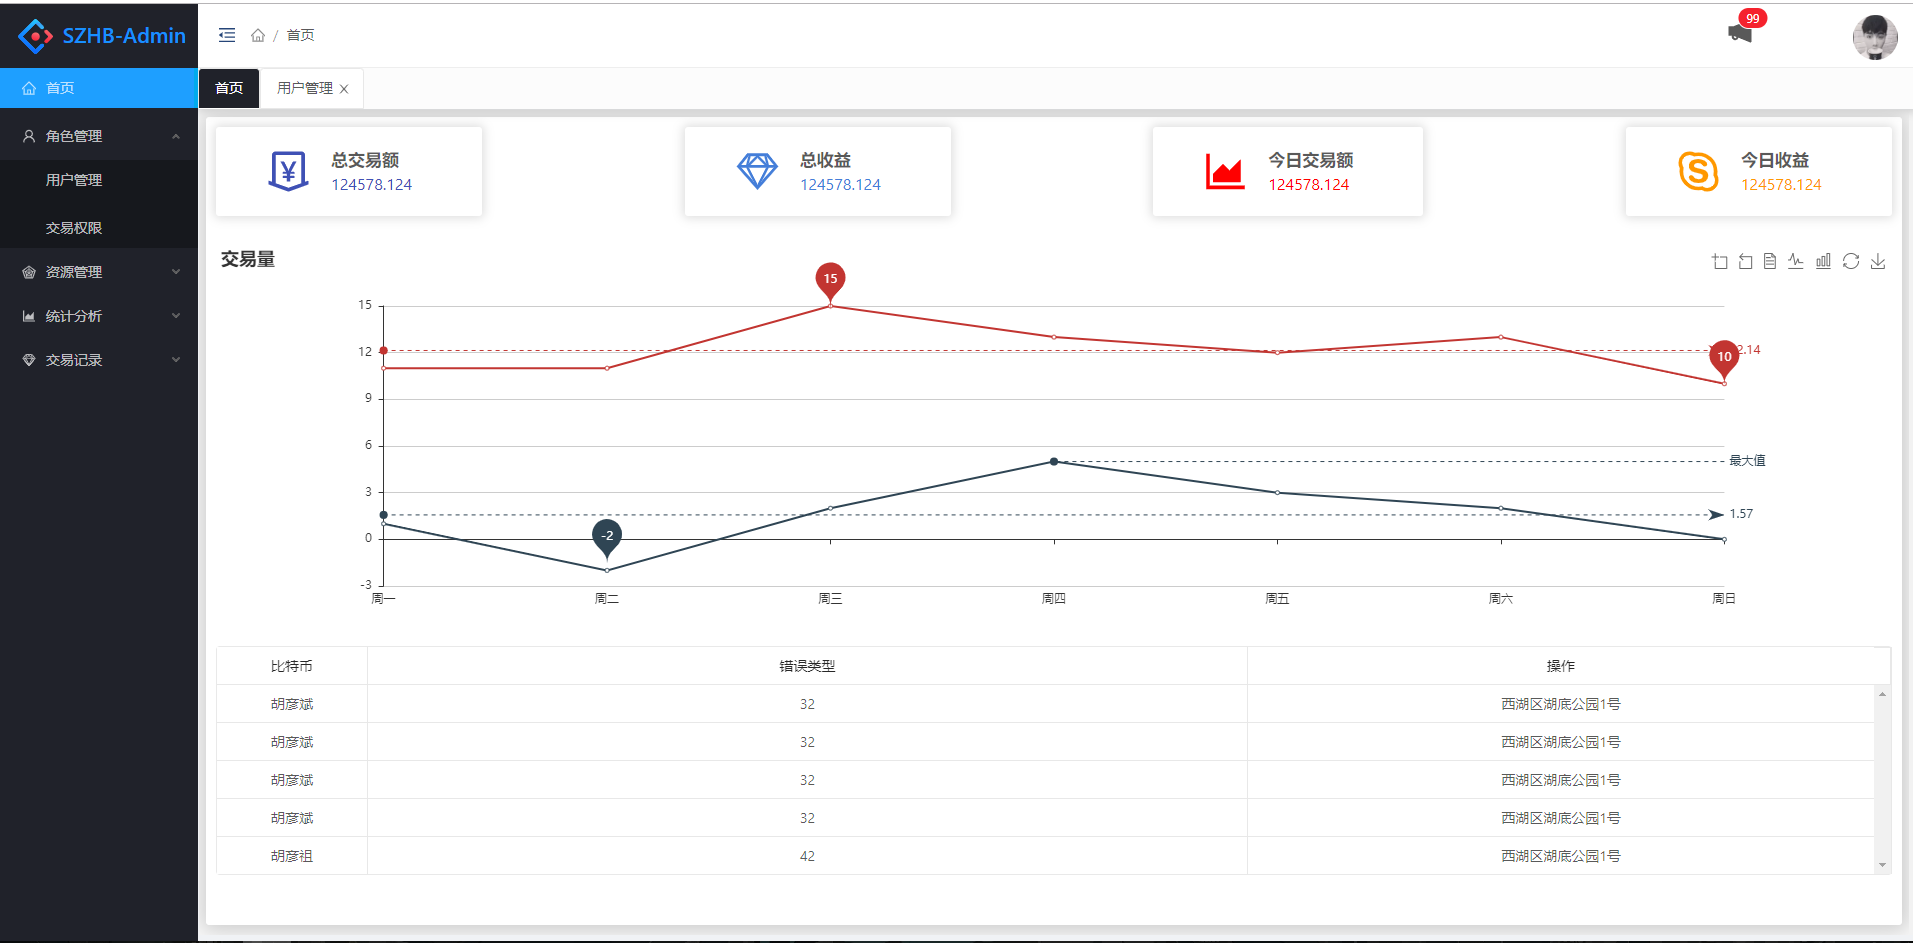 SZHB-Admin
首页
角色管理
用户管理
交易权限
资源管理
统计分析
交易记录
/ 首页
99
首页
用户管理
总交易额
124578.124
总收益
124578.124
今日交易额
124578.124
今日收益
124578.124
交易量
15
12
9
6
3
0
-3
15
10
2.14
最大值
-2
1.57
周一 周二 周三 周四 周五 周六 周日
比特币 错误类型 操作
胡彦斌 32 西湖区湖底公园1号
胡彦斌 32 西湖区湖底公园1号
胡彦斌 32 西湖区湖底公园1号
胡彦斌 32 西湖区湖底公园1号
胡彦祖 42 西湖区湖底公园1号